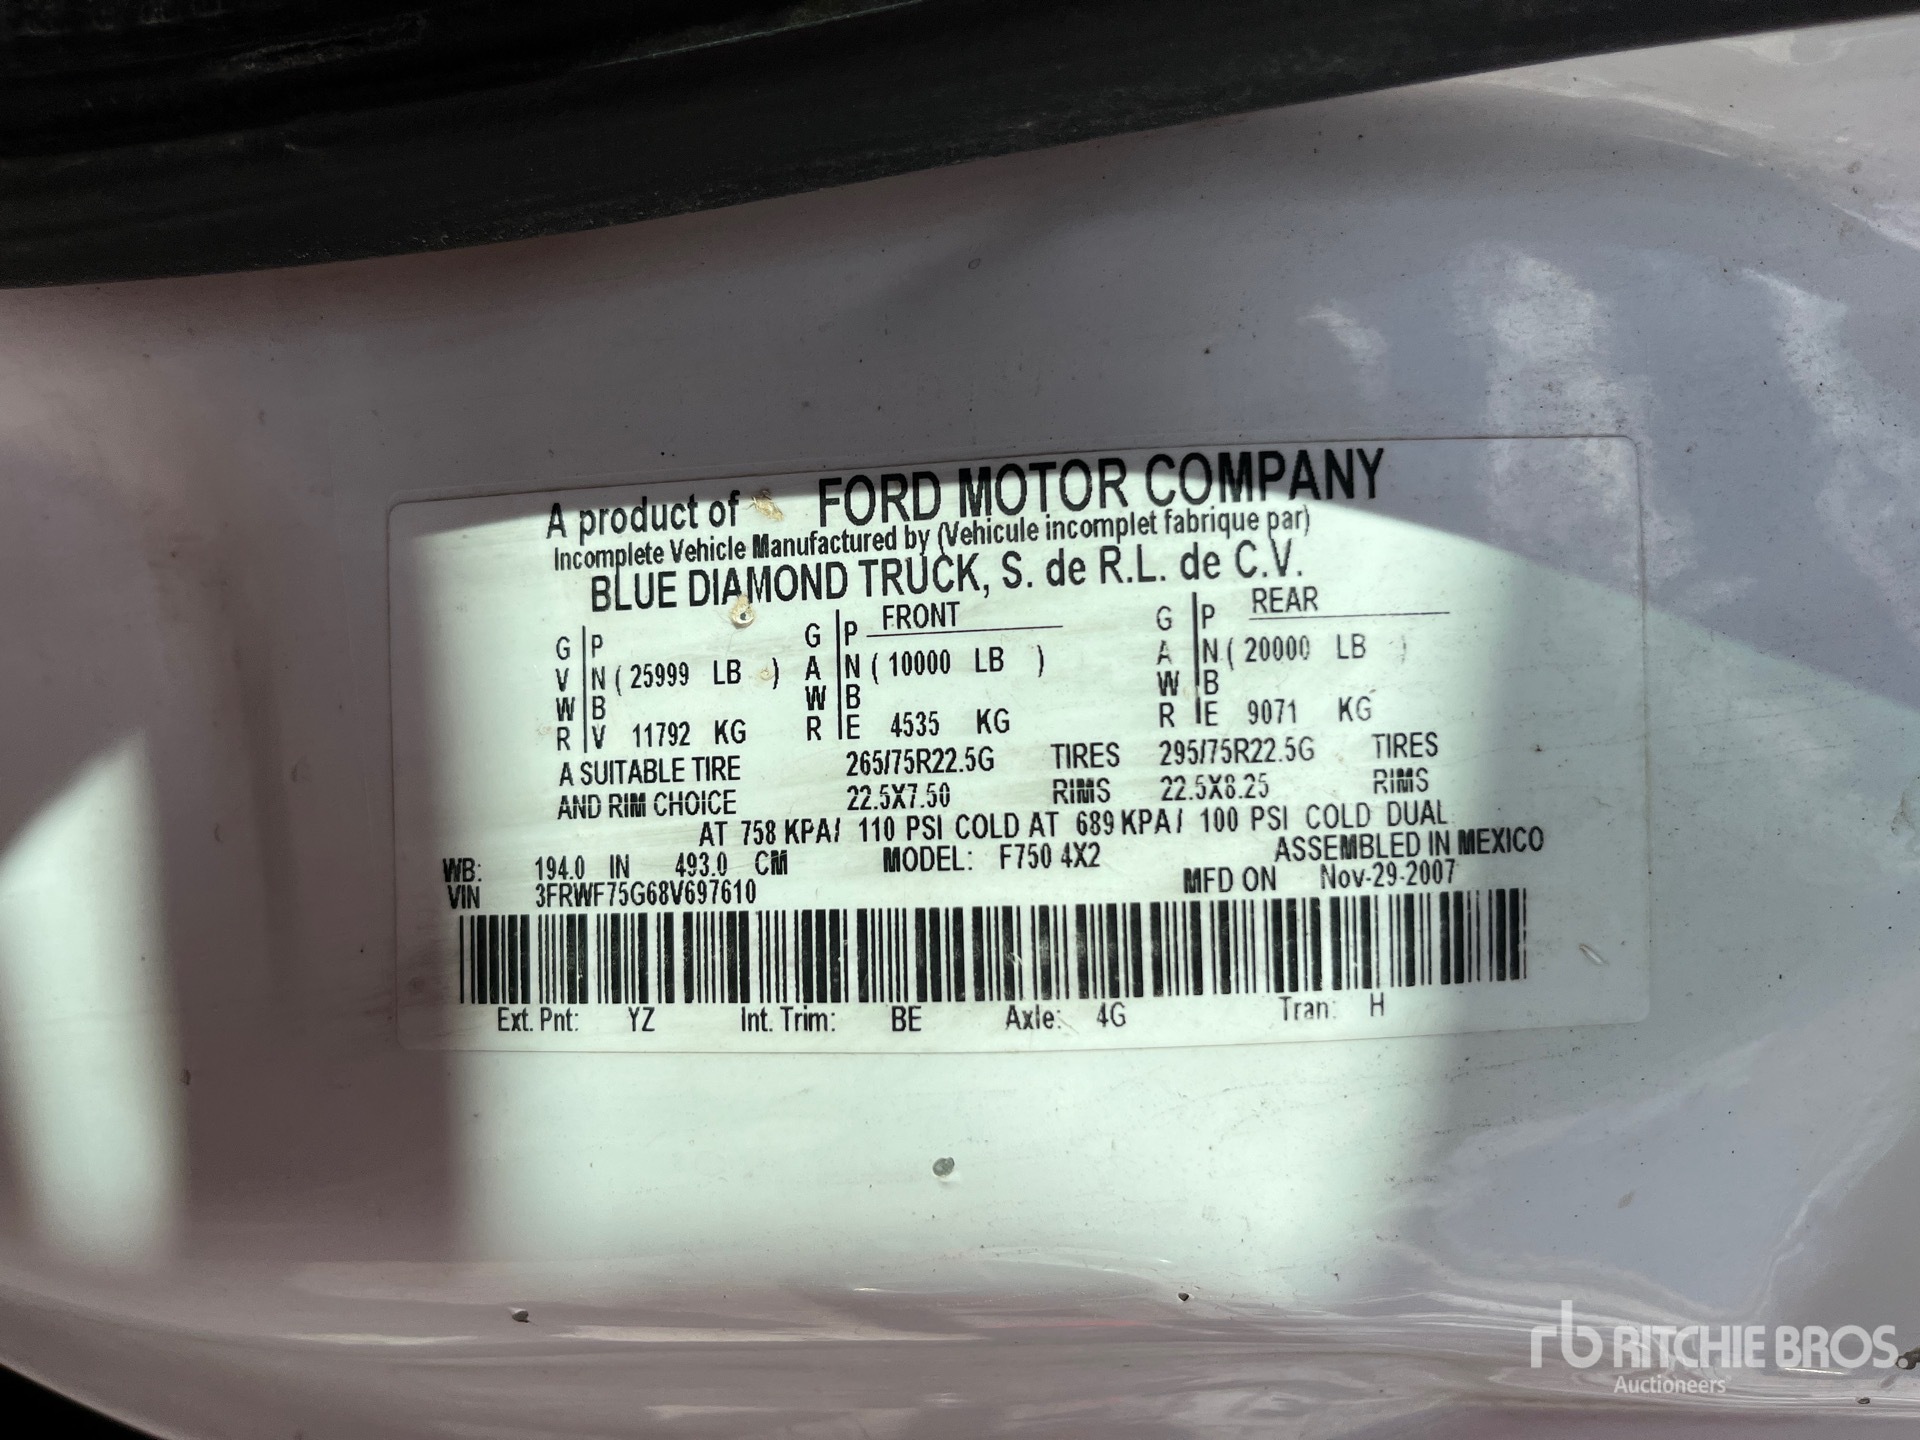 A product of FORD MOTOR COMPANY
Incomplete Vehicle Manufactured by (Vehicule incomplet fabrique par)
BLUE DIAMOND TRUCK, S. de R.L. de C.V.
G P G P FRONT G P REAR
V N ( 25999 LB ) A N ( 10000 LB ) A N ( 20000 LB )
W B W B W B
R V 11792 KG R E 4535 KG R E 9071 KG
A SUITABLE TIRE 265/75R22.5G TIRES 295/75R22.5G TIRES
AND RIM CHOICE 22.5X7.50 RIMS 22.5X8.25 RIMS
AT 758 KPA/ 110 PSI COLD AT 689 KPA/ 100 PSI COLD DUAL
WB: 194.0 IN 493.0 CM MODEL: F750 4X2 ASSEMBLED IN MEXICO
VIN 3FRWF75G68V697610 MFD ON Nov-29-2007
Ext. Pnt: YZ Int. Trim: BE Axle: 4G Tran: H
rb RITCHIE BROS.
Auctioneers